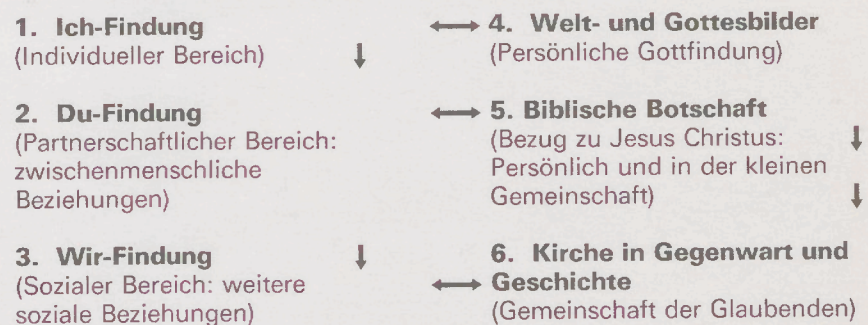 1. Ich-Findung
(Individueller Bereich) ↓
2. Du-Findung
(Partnerschaftlicher Bereich:
zwischenmenschliche
Beziehungen)
3. Wir-Findung ↓
(Sozialer Bereich: weitere
soziale Beziehungen)
↔ 4. Welt- und Gottesbilder
(Persönliche Gottfindung)
↔ 5. Biblische Botschaft
(Bezug zu Jesus Christus: ↓
Persönlich und in der kleinen
Gemeinschaft) ↓
6. Kirche in Gegenwart und
↔ Geschichte
(Gemeinschaft der Glaubenden)